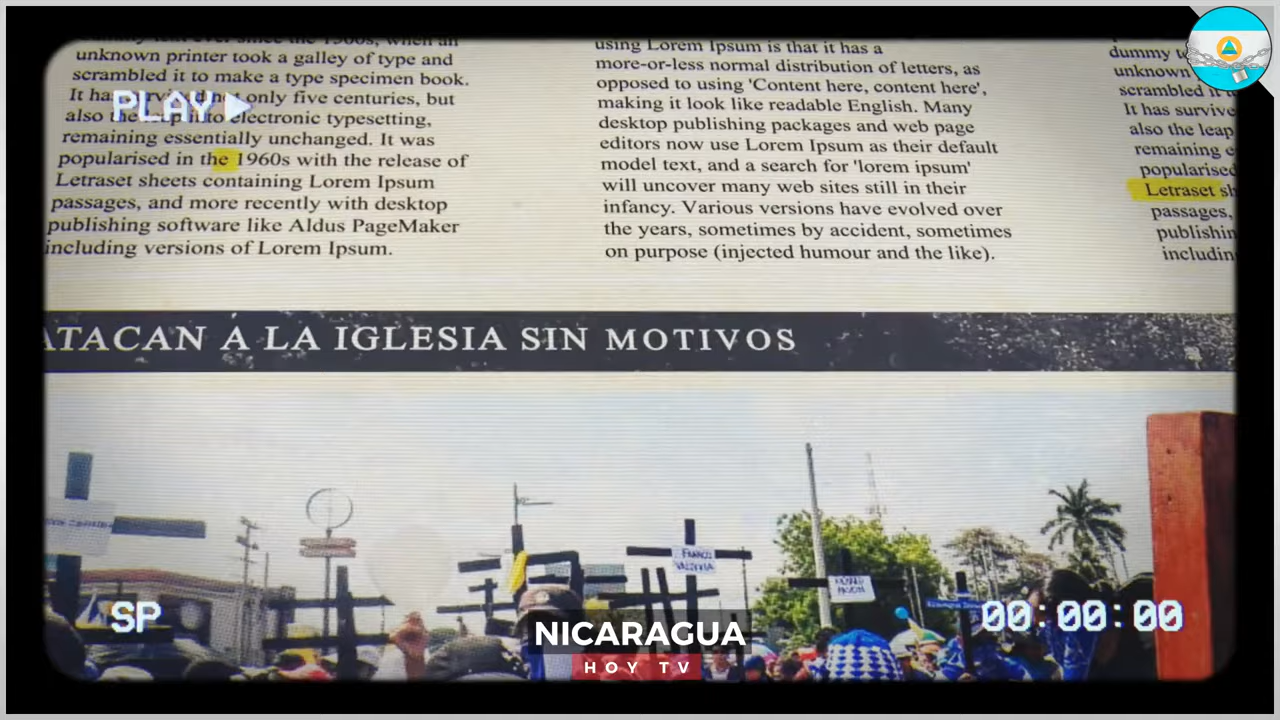 unknown printer took a galley of type and
scrambled it to make a type specimen book.
only five centuries, but
electronic typesetting,
remaining essentially unchanged. It was
popularised in the 1960s with the release of
Letraset sheets containing Lorem Ipsum
passages, and more recently with desktop
publishing software like Aldus PageMaker
including versions of Lorem Ipsum.
using Lorem Ipsum is that it has a
more-or-less normal distribution of letters, as
opposed to using 'Content here, content here',
making it look like readable English. Many
desktop publishing packages and web page
editors now use Lorem Ipsum as their default
model text, and a search for 'lorem ipsum'
will uncover many web sites still in their
infancy. Various versions have evolved over
the years, sometimes by accident, sometimes
on purpose (injected humour and the like).
dummy
unknown
scrambled it
It has survive
also the leap
remaining e
popularised
Letraset sh
passages,
publishin
includin
PLAY
ATACAN A LA IGLESIA SIN MOTIVOS
FRANCO
VALDIVIA
SP
00:00:00
NICARAGUA
HOY TV